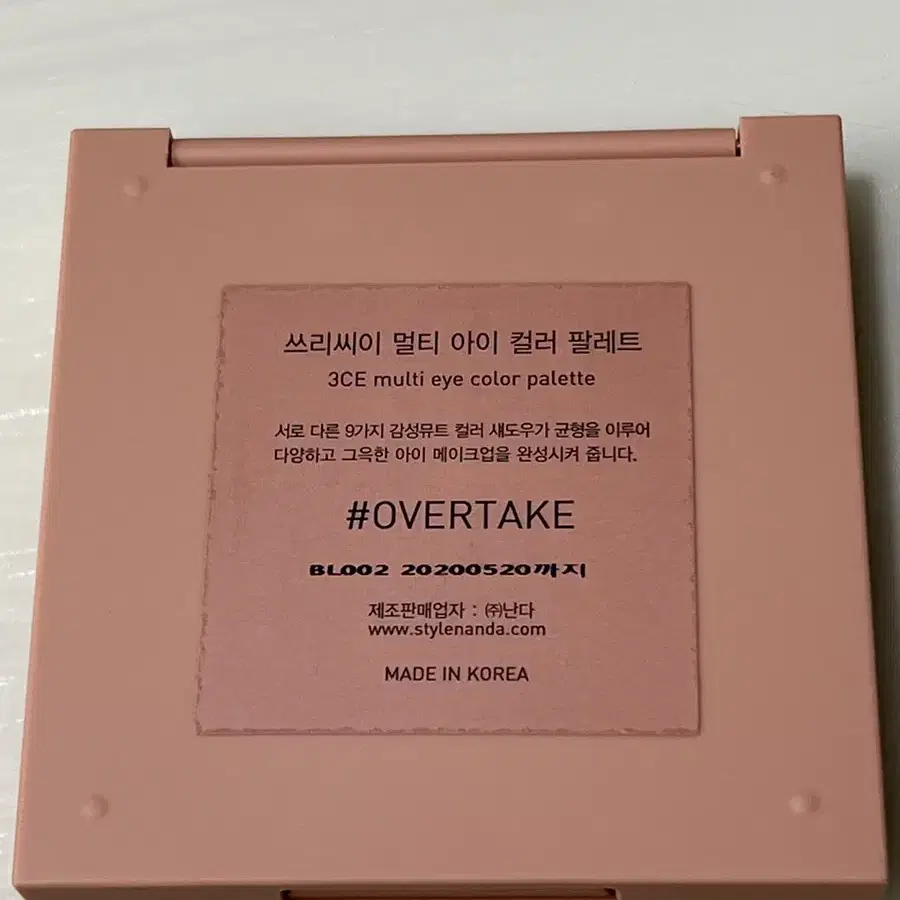 쓰리씨이 멀티 아이 컬러 팔레트
3CE multi eye color palette
서로 다른 9가지 감성뮤트 컬러 섀도우가 균형을 이루어
다양하고 그윽한 아이 메이크업을 완성시켜 줍니다.
#OVERTAKE
BL002 20200520까지
제조판매업자 : ㈜난다
www.stylenanda.com
MADE IN KOREA